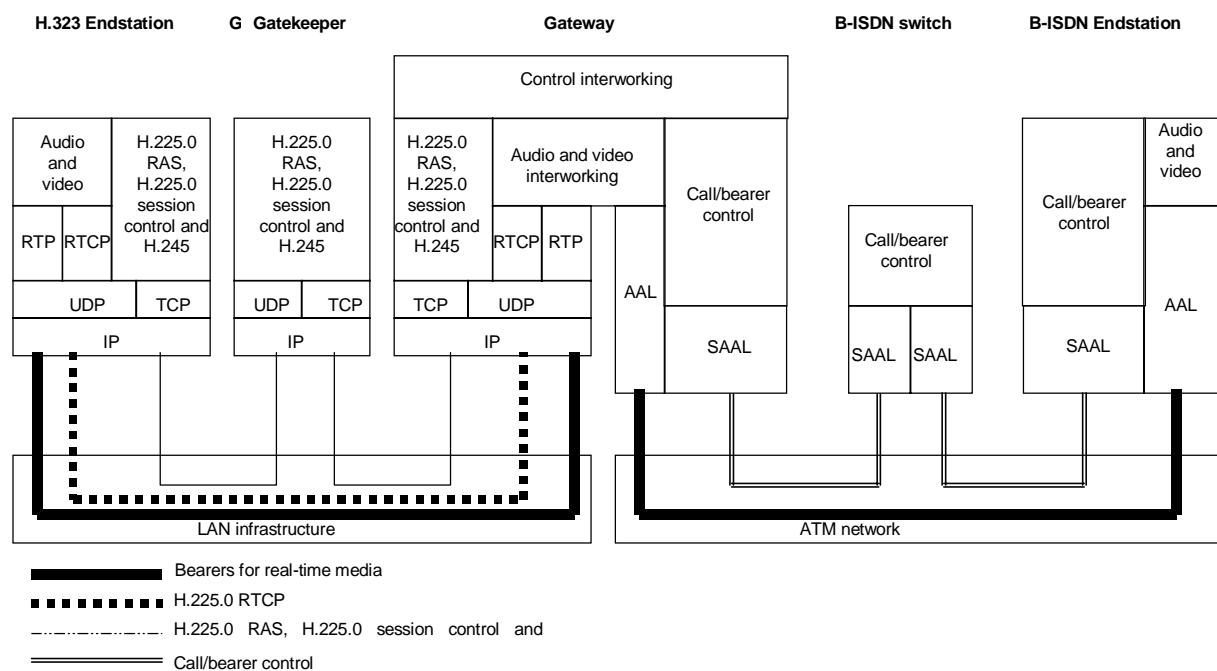 H.323 Endstation
G Gatekeeper
Gateway
B-ISDN switch
B-ISDN Endstation
Control interworking
Audio
and
video
H.225.0
RAS,
H.225.0
session
control and
H.245
H.225.0
RAS,
H.225.0
session
control and
H.245
H.225.0
RAS,
H.225.0
session
control and
H.245
Audio and video
interworking
Call/bearer
control
Call/bearer
control
Call/bearer
control
Audio
and
video
RTP
RTCP
RTCP
RTP
AAL
AAL
UDP
TCP
UDP
TCP
TCP
UDP
IP
IP
IP
SAAL
SAAL
SAAL
SAAL
LAN infrastructure
ATM network
Bearers for real-time media
H.225.0 RTCP
H.225.0 RAS, H.225.0 session control and
Call/bearer control